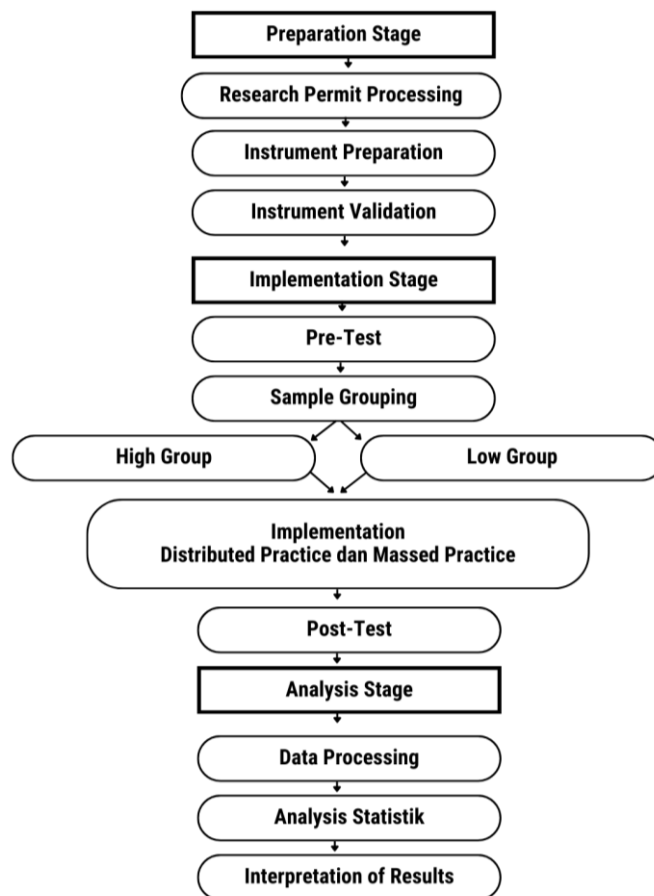 Preparation Stage
Research Permit Processing
Instrument Preparation
Instrument Validation
Implementation Stage
Pre-Test
Sample Grouping
High Group
Low Group
Implementation
Distributed Practice dan Massed Practice
Post-Test
Analysis Stage
Data Processing
Analysis Statistik
Interpretation of Results